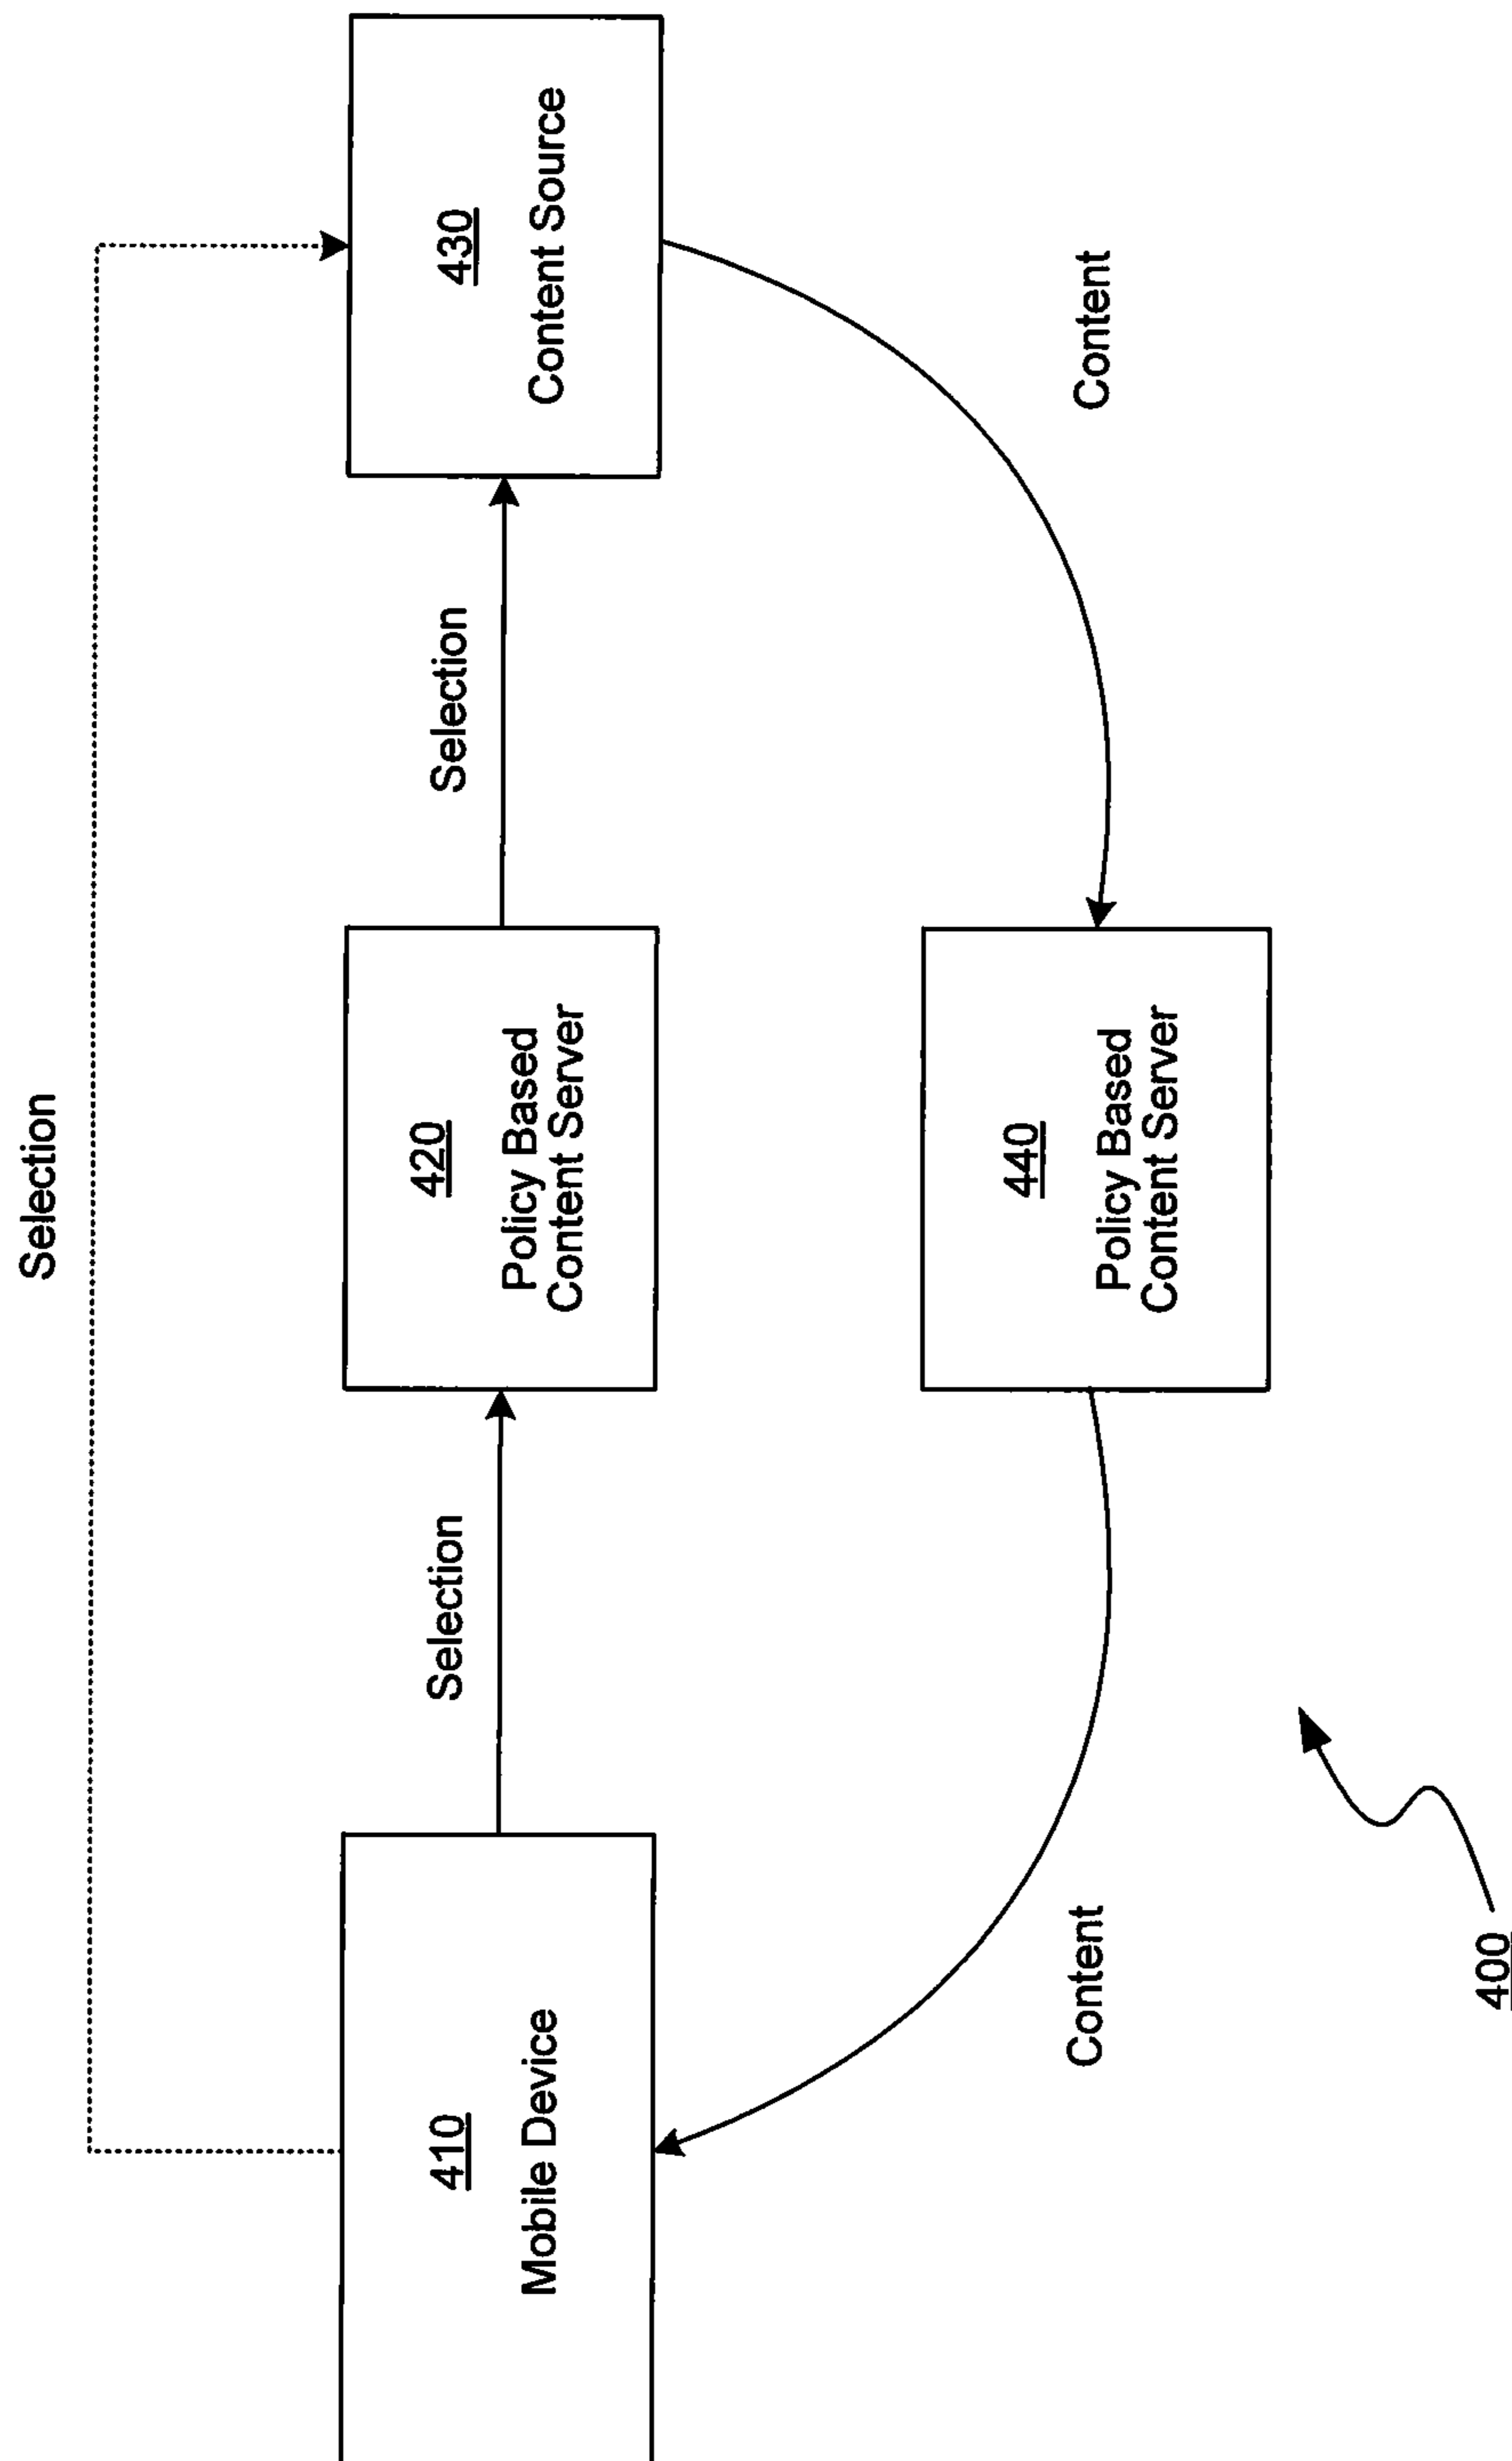 Selection
410
Mobile Device
Selection
420
Policy Based
Content Server
Selection
430
Content Source
Content
440
Policy Based
Content Server
Content
400